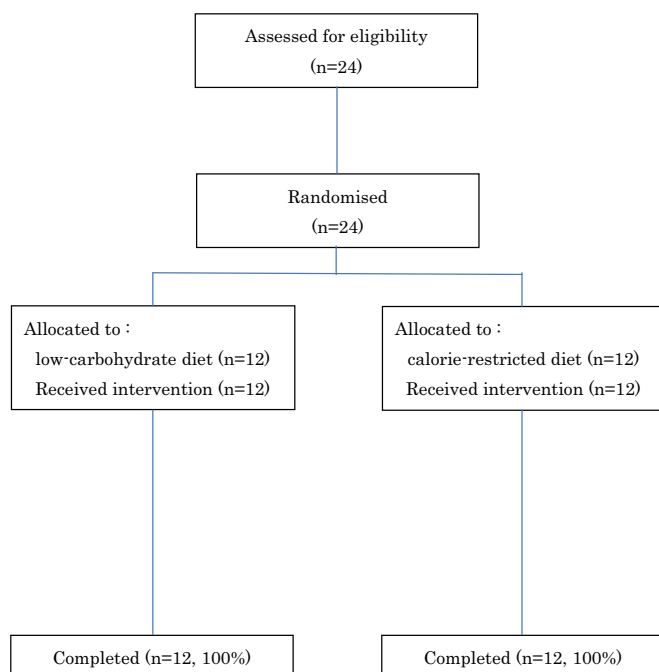 Assessed for eligibility
(n=24)
Randomised
(n=24)
Allocated to :
low-carbohydrate diet (n=12)
Received intervention (n=12)
Allocated to :
calorie-restricted diet (n=12)
Received intervention (n=12)
Completed (n=12, 100%)
Completed (n=12, 100%)